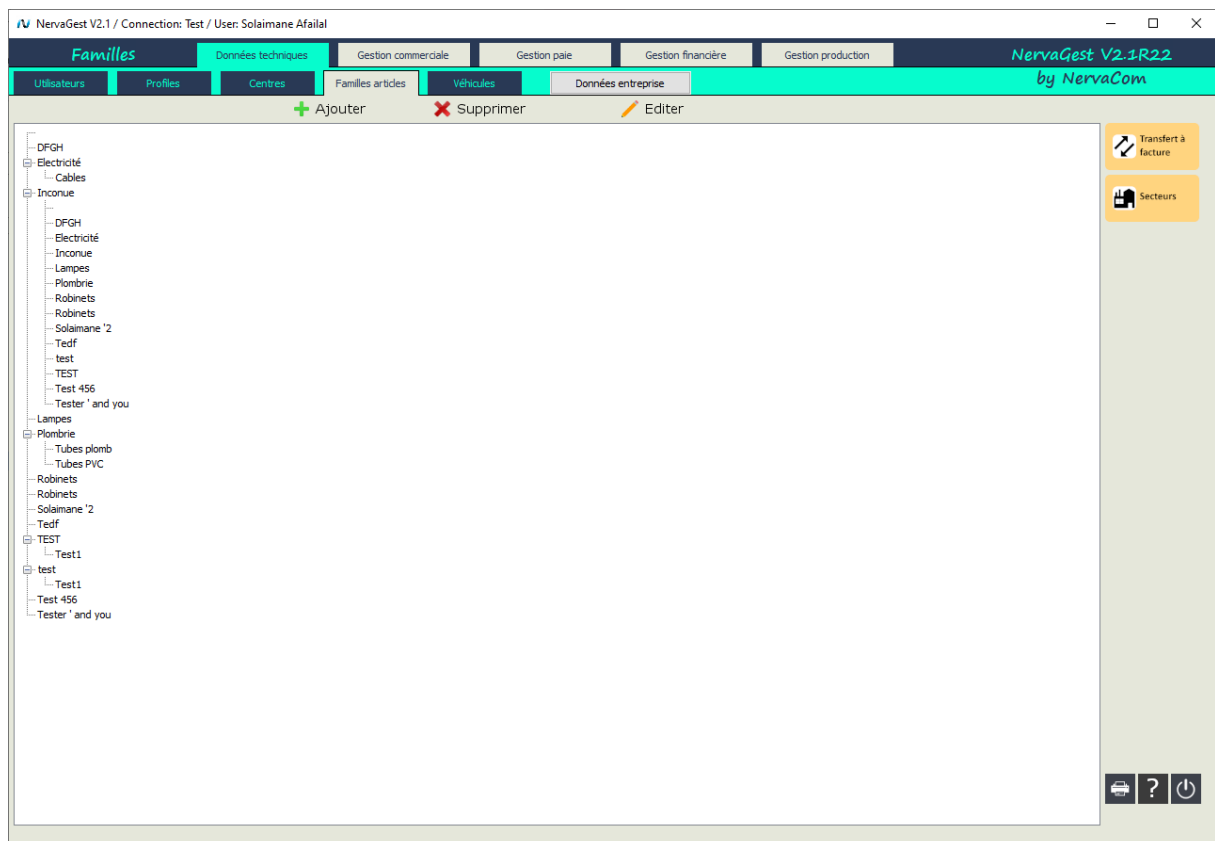 NervaGest V2.1 / Connection: Test / User: Solaimane Afailal
Familles
Données techniques
Gestion commerciale
Gestion paie
Gestion financière
Gestion production
NervaGest V2.1R22
Utilisateurs
Profiles
Centres
Familles articles
Véhicules
Données entreprise
by NervaCom
Ajouter
Supprimer
Editer
DFGH
Electricité
Cables
Inconue
DFGH
Electricité
Inconue
Lampes
Plombrie
Robinets
Robinets
Solaimane '2
Tedf
test
TEST
Test 456
Tester ' and you
Lampes
Plombrie
Tubes plomb
Tubes PVC
Robinets
Robinets
Solaimane '2
Tedf
TEST
Test1
test
Test1
Test 456
Tester ' and you
Transfert à
facture
Secteurs
?